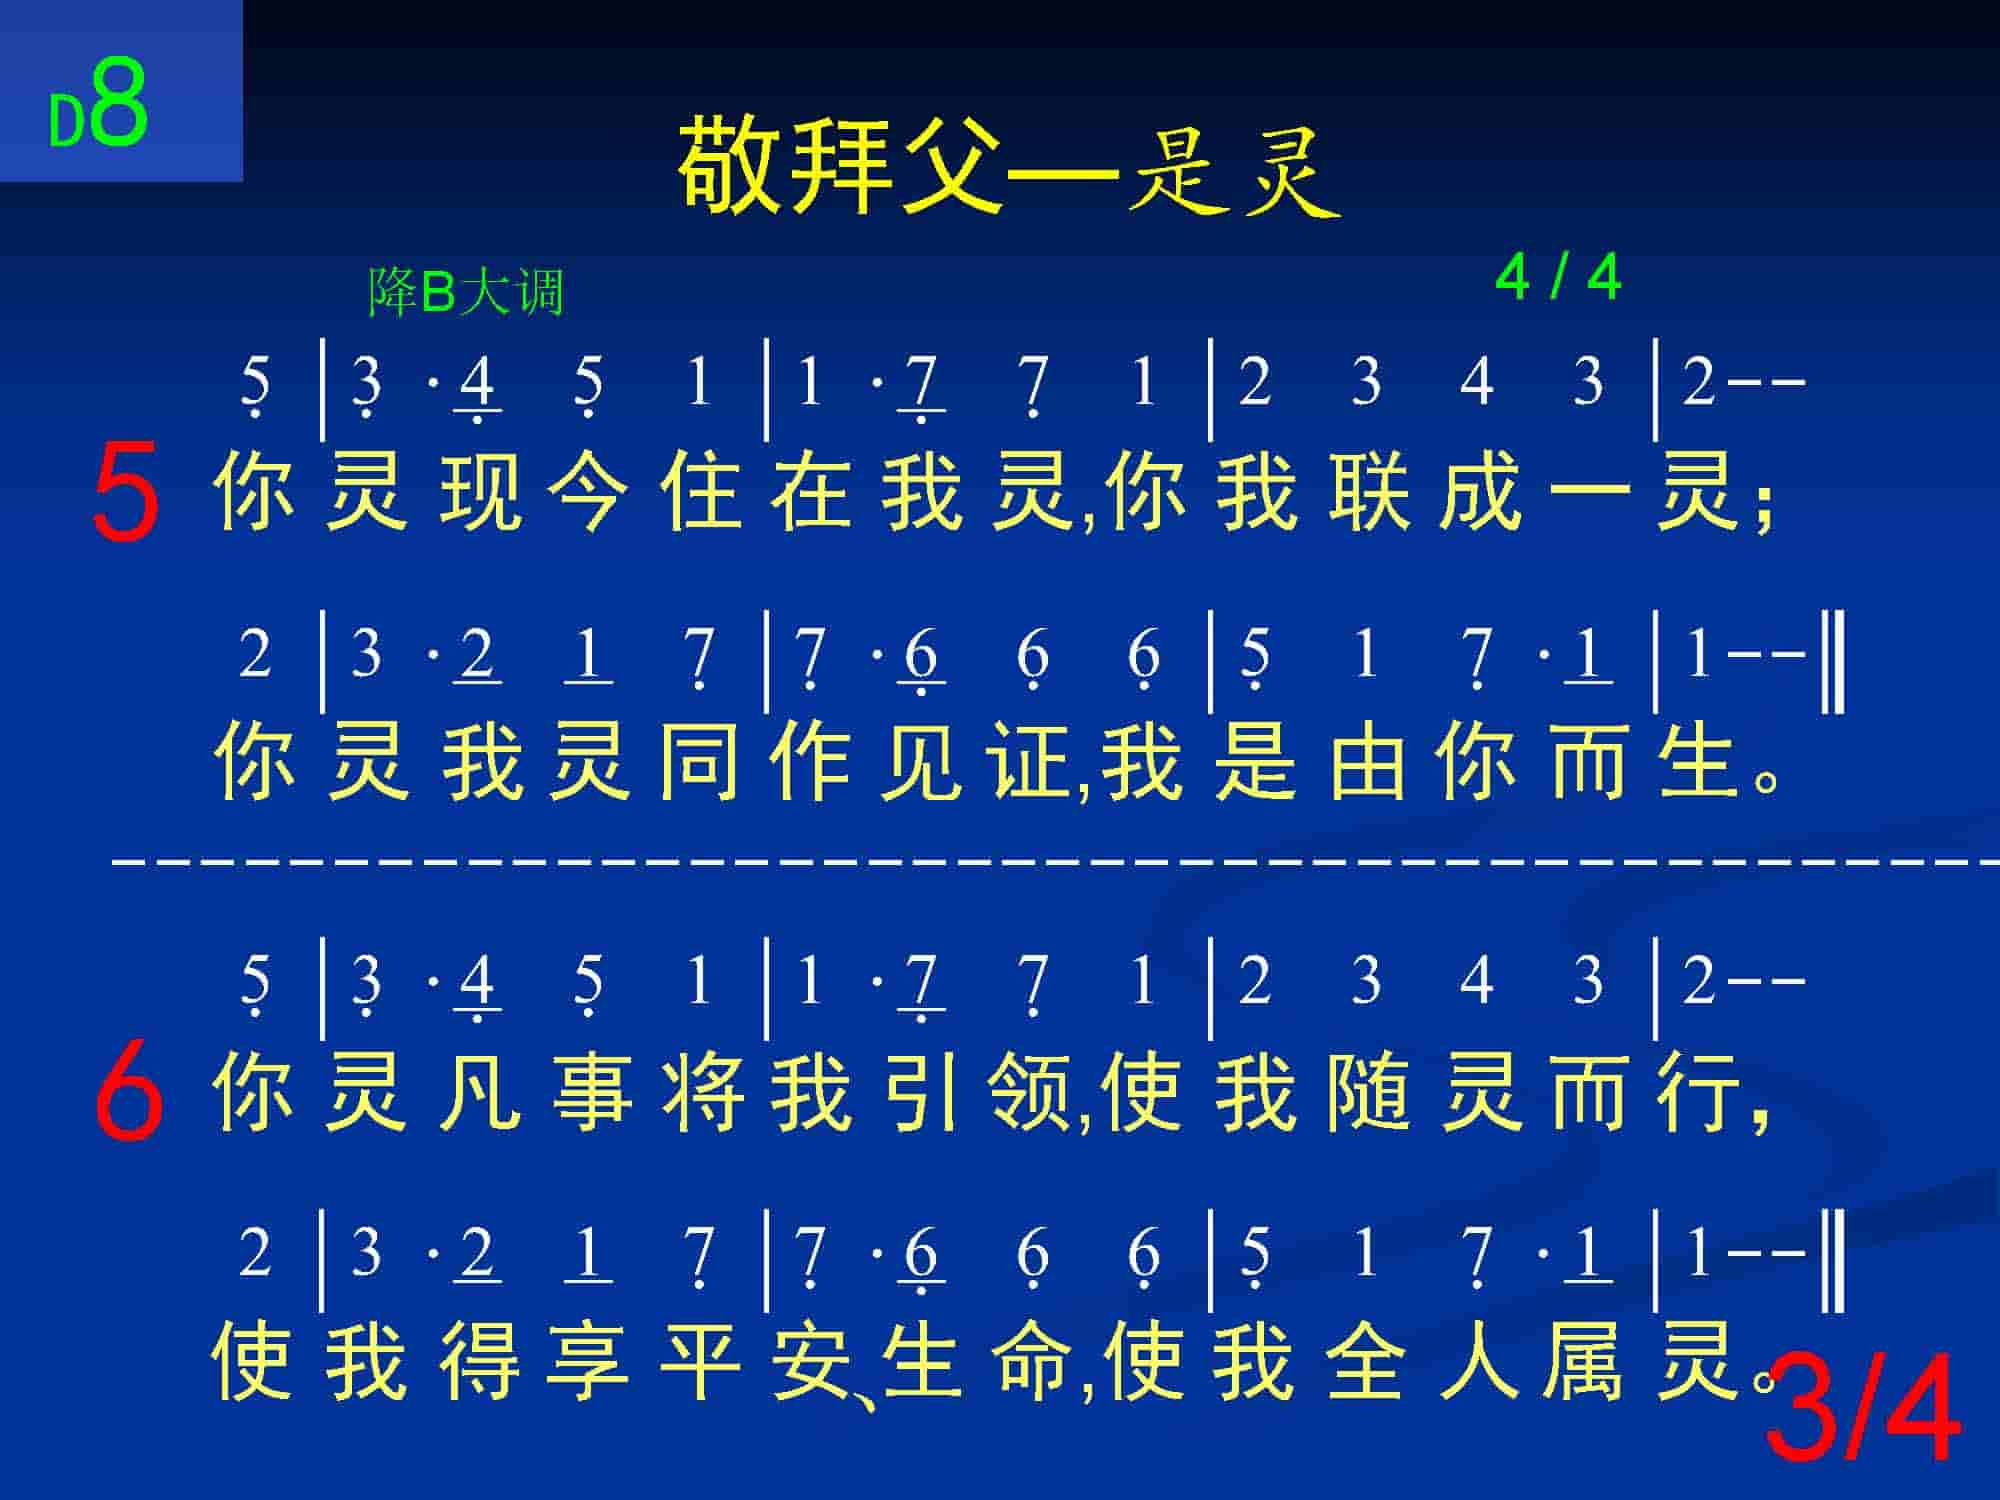 D8
敬拜父—是灵
降B大调 4 / 4
5̣ | 3̣ · 4̣ 5̣ 1 | 1 · 7̣ 7̣ 1 | 2 3 4 3 | 2--
5 你灵现今住在我灵,你我联成一灵；
2 | 3 · 2 1 7̣ | 7̣ · 6̣ 6̣ 6̣ | 5̣ 1 7̣ · 1 | 1--‖
你灵我灵同作见证,我是由你而生。
5̣ | 3̣ · 4̣ 5̣ 1 | 1 · 7̣ 7̣ 1 | 2 3 4 3 | 2--
6 你灵凡事将我引领,使我随灵而行，
2 | 3 · 2 1 7̣ | 7̣ · 6̣ 6̣ 6̣ | 5̣ 1 7̣ · 1 | 1--‖
使我得享平安、生命,使我全人属灵。
3/4